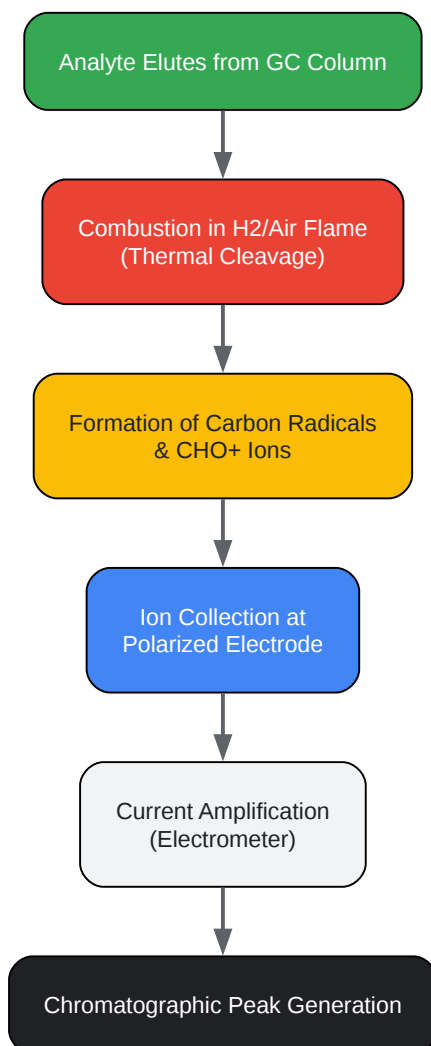 Analyte Elutes from GC Column
Combustion in H2/Air Flame
(Thermal Cleavage)
Formation of Carbon Radicals
& CHO+ Ions
Ion Collection at
Polarized Electrode
Current Amplification
(Electrometer)
Chromatographic Peak Generation